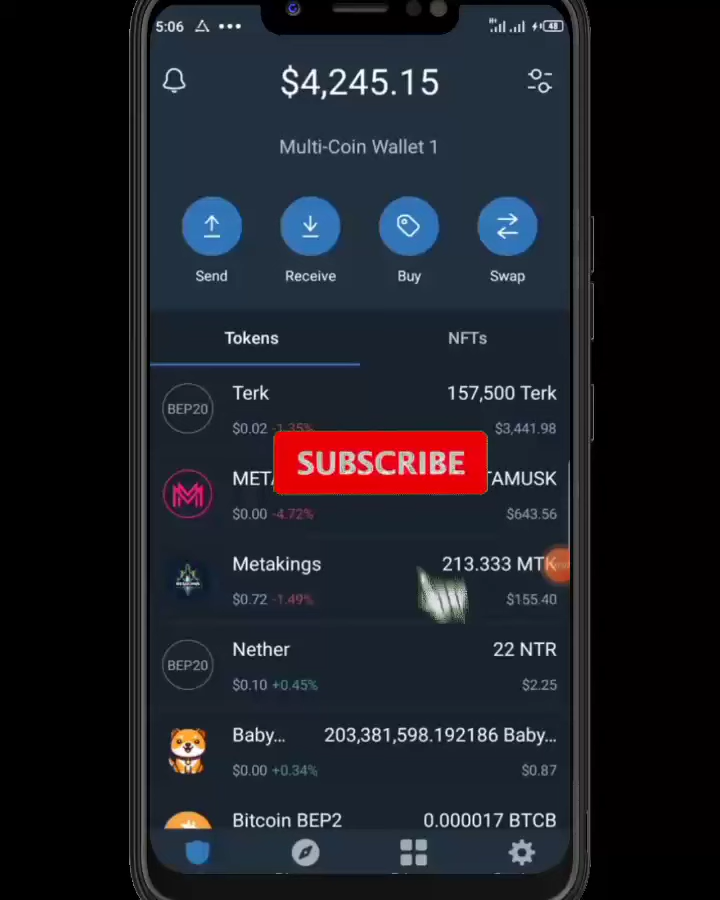 5:06
48
$4,245.15
Multi-Coin Wallet 1
Send Receive Buy Swap
Tokens NFTs
BEP20 Terk 157,500 Terk
$0.02 -1.35% $3,441.98
SUBSCRIBE
$0.00 -4.72% $643.56
Metakings 213.333 MTK
$0.72 -1.49% $155.40
BEP20 Nether 22 NTR
$0.10 +0.45% $2.25
Baby... 203,381,598.192186 Baby...
$0.00 +0.34% $0.87
Bitcoin BEP2 0.000017 BTCB